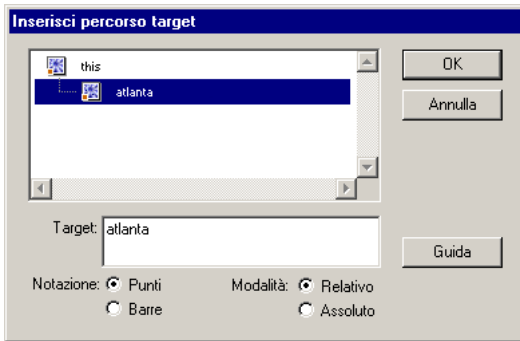 Inserisci percorso target
this
atlanta
OK
Annulla
Target: atlanta
Guida
Notazione: Punti Modalità: Relativo
Barre Assoluto